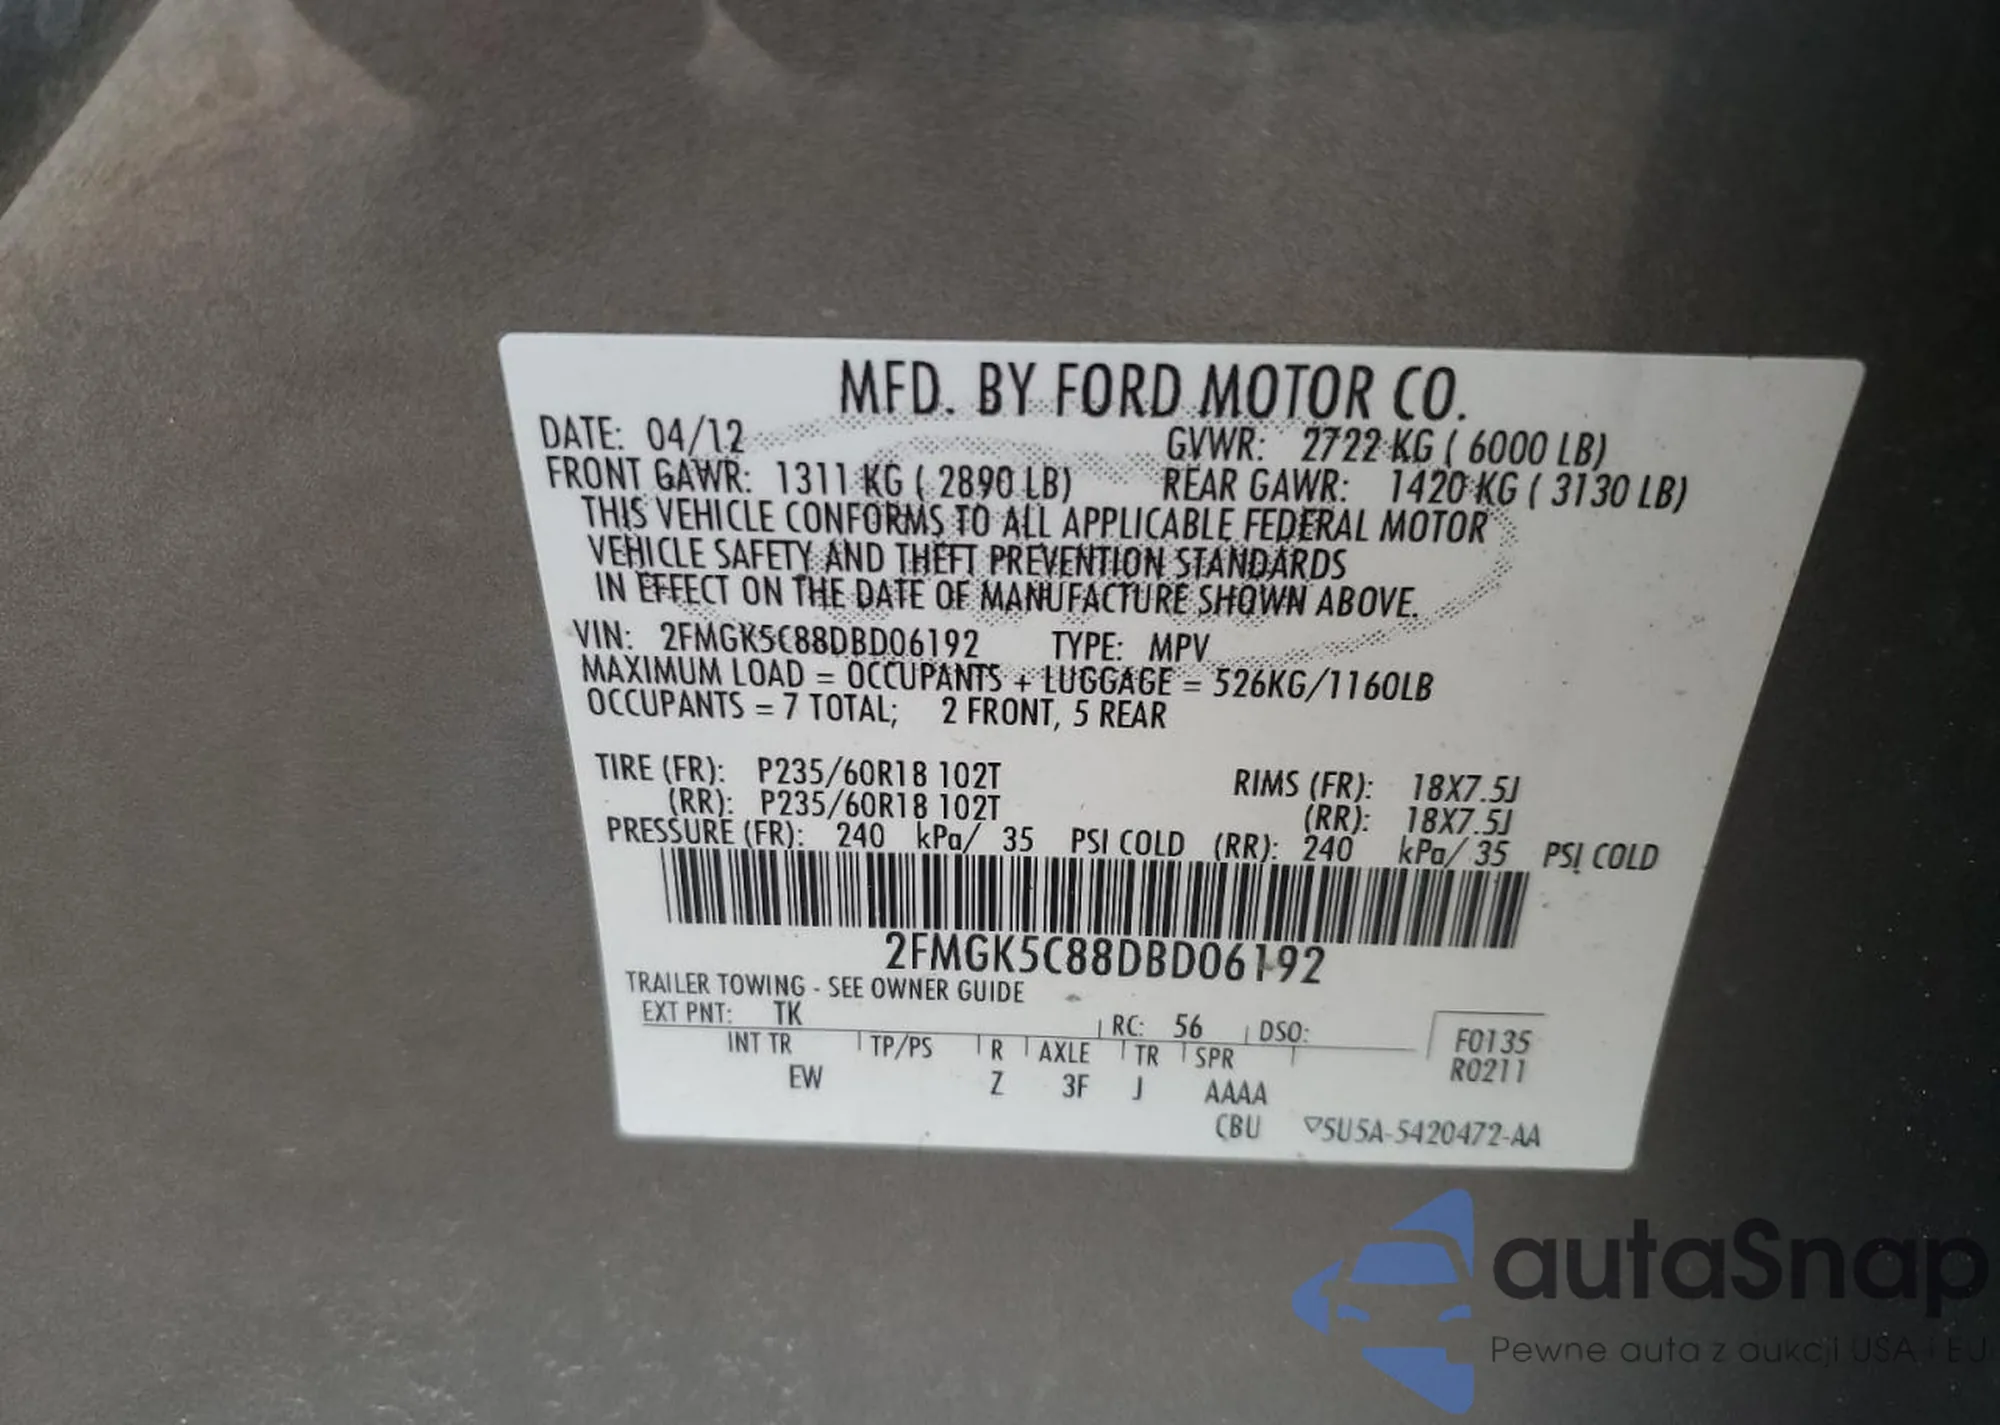 MFD. BY FORD MOTOR CO.
DATE: 04/12 GVWR: 2722 KG ( 6000 LB)
FRONT GAWR: 1311 KG ( 2890 LB) REAR GAWR: 1420 KG ( 3130 LB)
THIS VEHICLE CONFORMS TO ALL APPLICABLE FEDERAL MOTOR
VEHICLE SAFETY AND THEFT PREVENTION STANDARDS
IN EFFECT ON THE DATE OF MANUFACTURE SHOWN ABOVE.
VIN: 2FMGK5C88DBD06192 TYPE: MPV
MAXIMUM LOAD = OCCUPANTS + LUGGAGE = 526KG/1160LB
OCCUPANTS = 7 TOTAL; 2 FRONT, 5 REAR
TIRE (FR): P235/60R18 102T RIMS (FR): 18X7.5J
(RR): P235/60R18 102T (RR): 18X7.5J
PRESSURE (FR): 240 kPa/ 35 PSI COLD (RR): 240 kPa/ 35 PSI COLD
2FMGK5C88DBD06192
TRAILER TOWING - SEE OWNER GUIDE
EXT PNT: TK RC: 56 DSO:
INT TR TP/PS R AXLE TR SPR F0135
EW Z 3F J AAAA R0211
CBU ▽5U5A-5420472-AA
autaSnap
Pewne auta z aukcji USA i EU